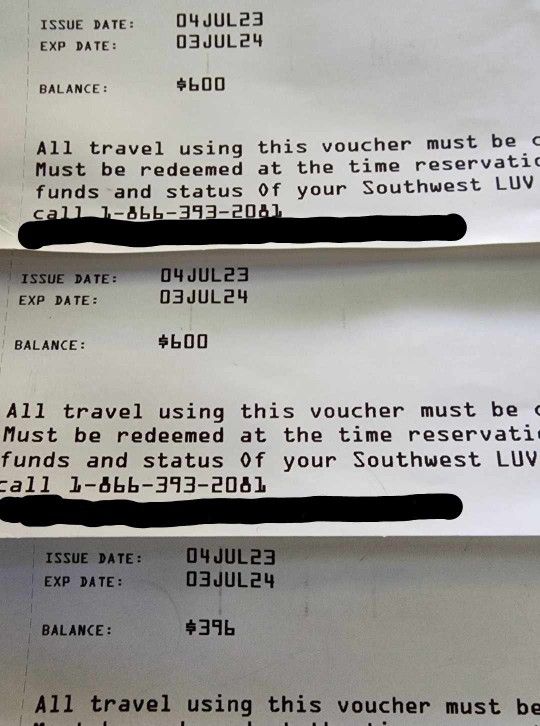 ISSUE DATE: 04JUL23
EXP DATE: 03JUL24
BALANCE: $600
All travel using this voucher must be
Must be redeemed at the time
funds and status Of your Southwest LUV
call 1-866-393-2081
ISSUE DATE: 04JUL23
EXP DATE: 03JUL24
BALANCE: $600
All travel using this voucher must be
Must be redeemed at the time
funds and status Of your Southwest LUV
call 1-866-393-2081
ISSUE DATE: 04JUL23
EXP DATE: 03JUL24
BALANCE: $396
All travel using this voucher must be